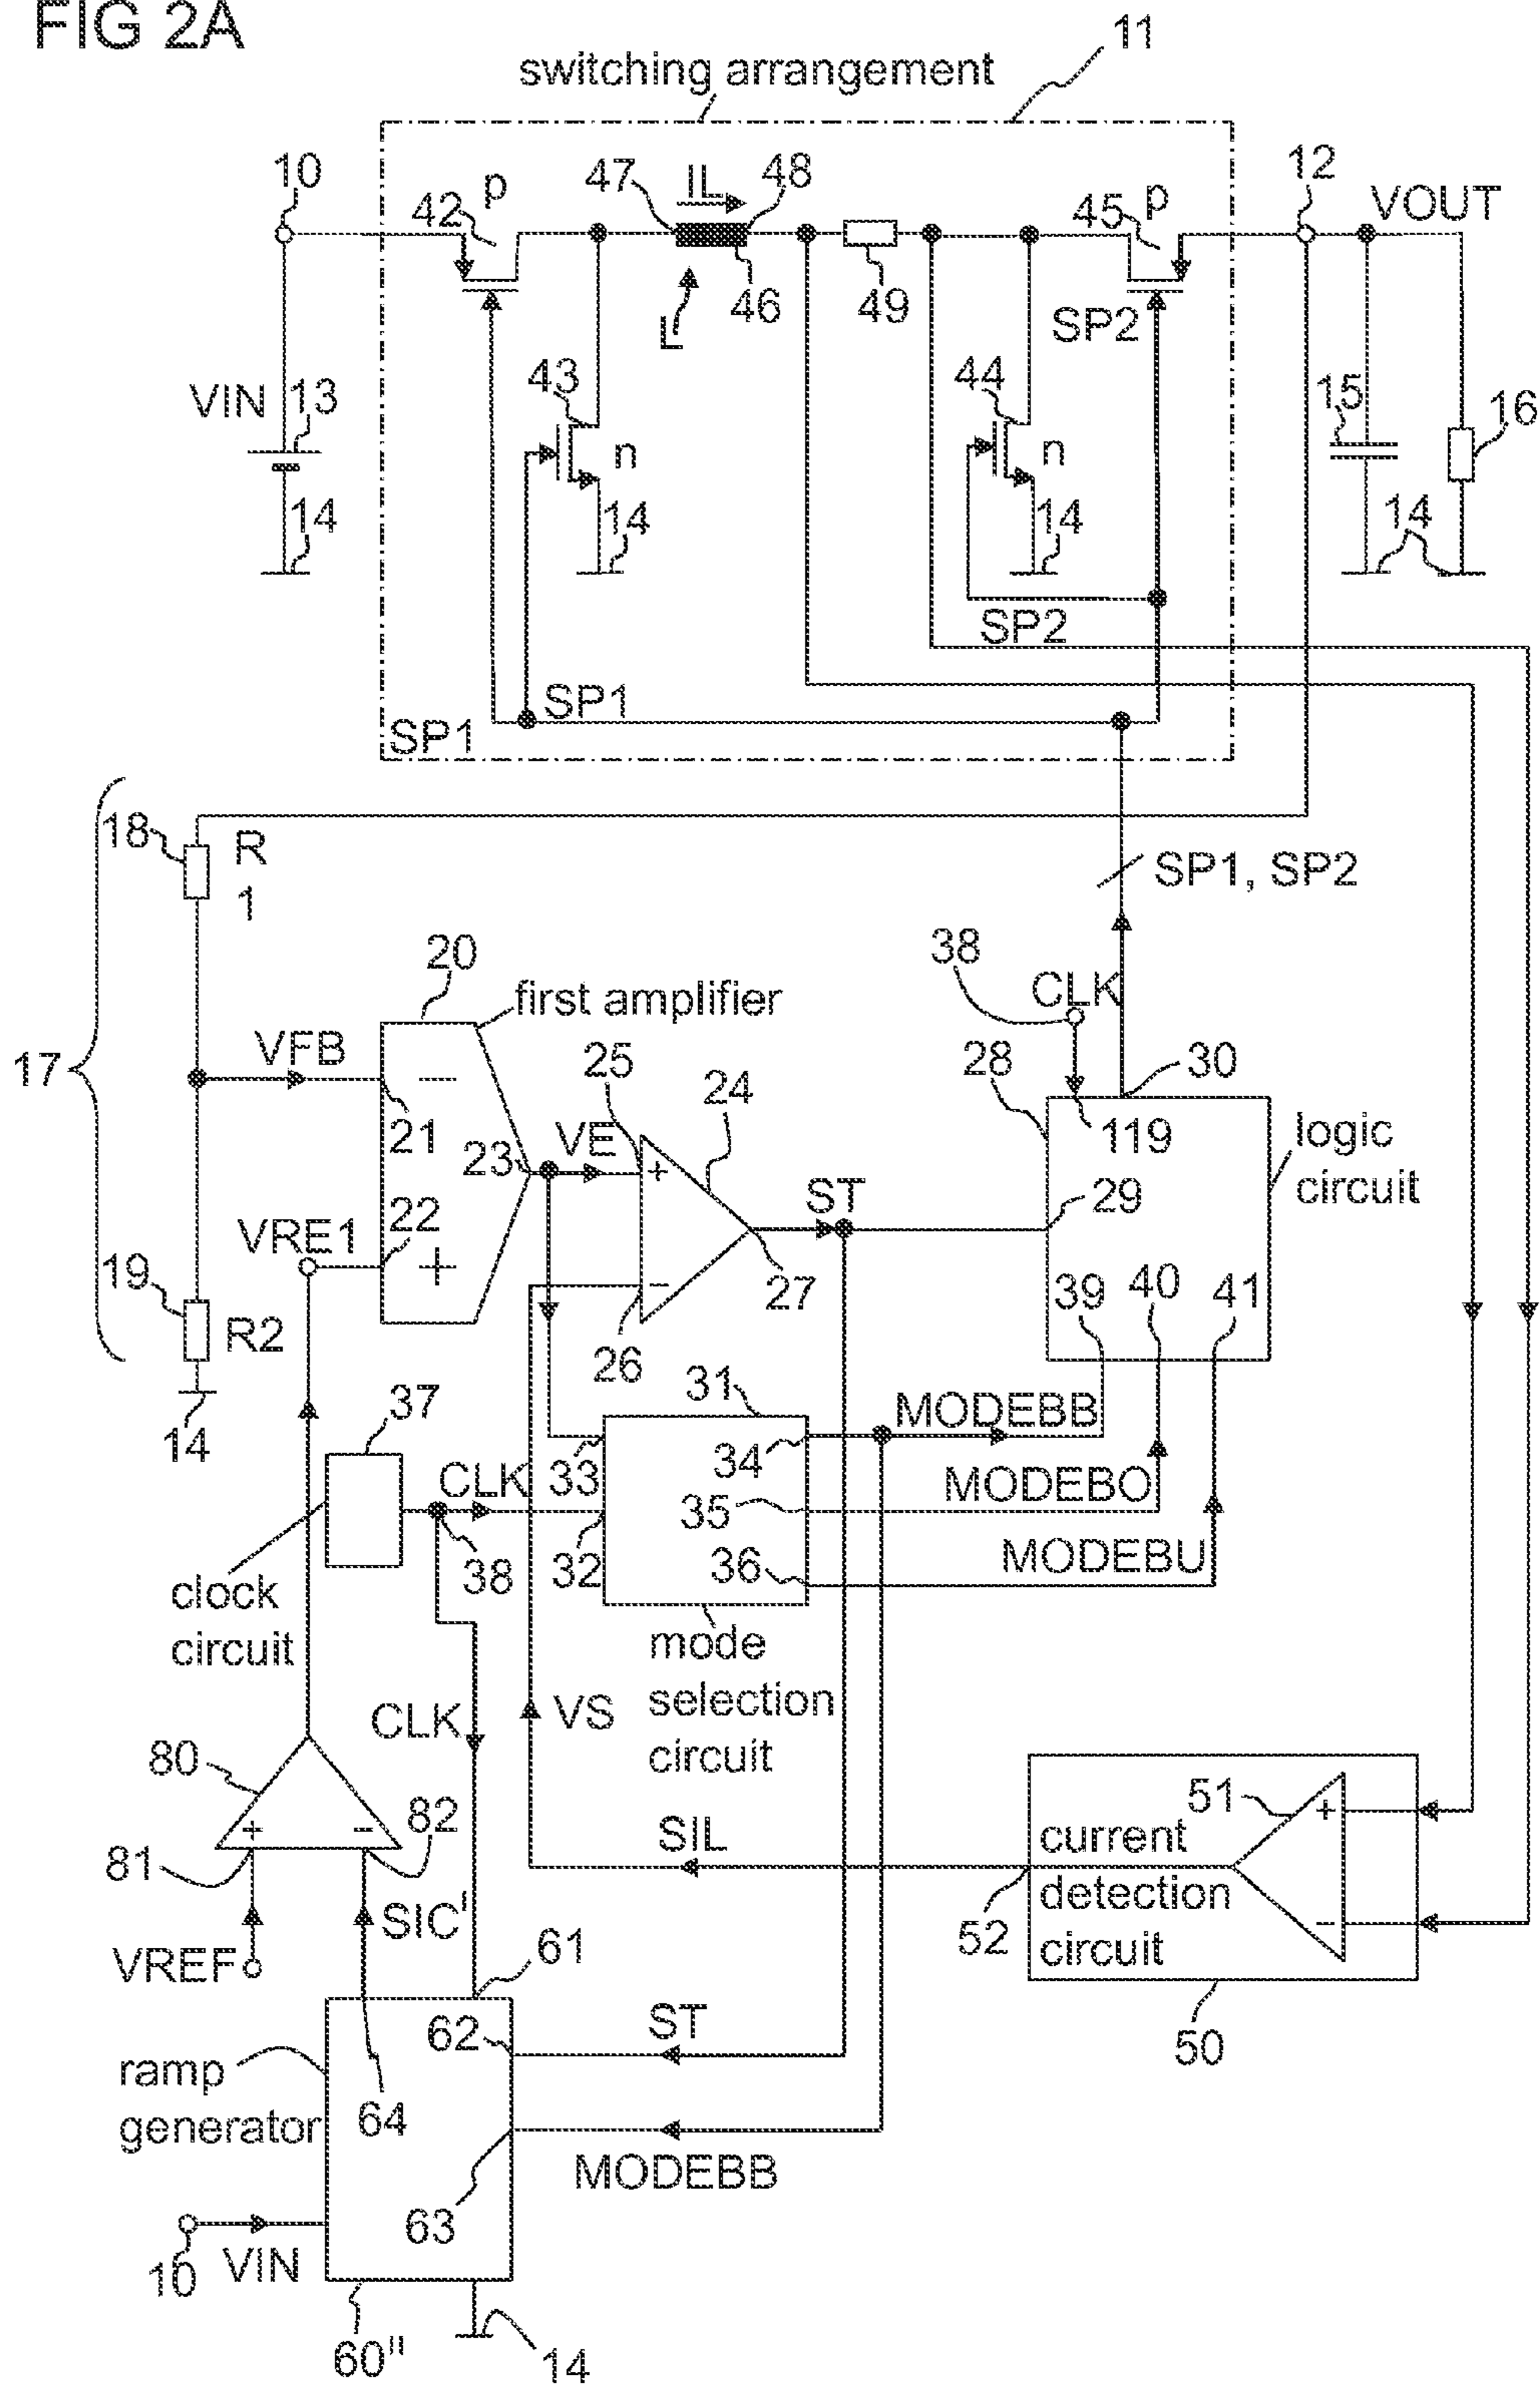 FIG 2A
switching arrangement
11
10
42
p
47
IL
48
45
p
12
VOUT
46
49
L
SP2
VIN
13
43
n
44
n
15
16
14
14
14
14
SP2
SP1
SP1
18
R
1
SP1, SP2
17
20
first amplifier
38
CLK
VFB
25
24
28
30
21
VE
119
logic
circuit
23
ST
29
VRE1
22
27
39
40
41
19
R2
26
14
37
31
MODEBB
33
34
CLK
35
MODEBO
38
32
36
MODEBU
clock
circuit
mode
selection
circuit
CLK
VS
80
82
81
SIL
51
current
detection
circuit
52
SIC'
VREF
61
62
ST
50
ramp
generator
64
MODEBB
63
10
VIN
60"
14